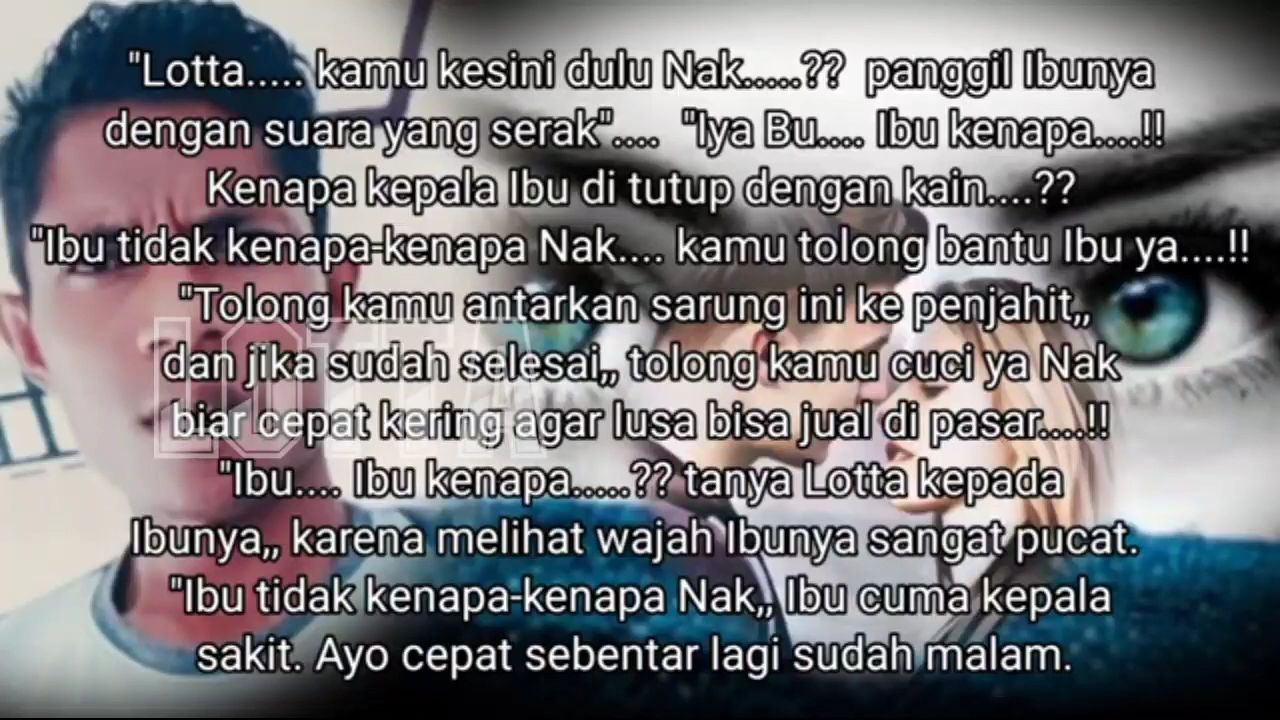 "Lotta..... kamu kesini dulu Nak.....??  panggil Ibunya
dengan suara yang serak"....  "Iya Bu.... Ibu kenapa....!!
Kenapa kepala Ibu di tutup dengan kain....??
"Ibu tidak kenapa-kenapa Nak.... kamu tolong bantu Ibu ya....!!
"Tolong kamu antarkan sarung ini ke penjahit,,
dan jika sudah selesai,, tolong kamu cuci ya Nak
biar cepat kering agar lusa bisa jual di pasar....!!
"Ibu.... Ibu kenapa.....?? tanya Lotta kepada
Ibunya,, karena melihat wajah Ibunya sangat pucat.
"Ibu tidak kenapa-kenapa Nak,, Ibu cuma kepala
sakit. Ayo cepat sebentar lagi sudah malam.
LOTTA